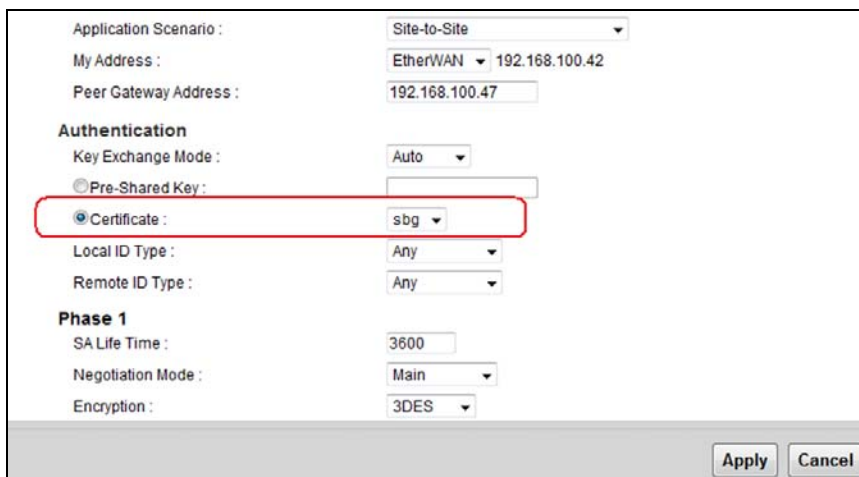 Application Scenario : Site-to-Site
My Address : EtherWAN 192.168.100.42
Peer Gateway Address : 192.168.100.47
Authentication
Key Exchange Mode : Auto
Pre-Shared Key :
Certificate : sbg
Local ID Type : Any
Remote ID Type : Any
Phase 1
SA Life Time : 3600
Negotiation Mode : Main
Encryption : 3DES
Apply Cancel